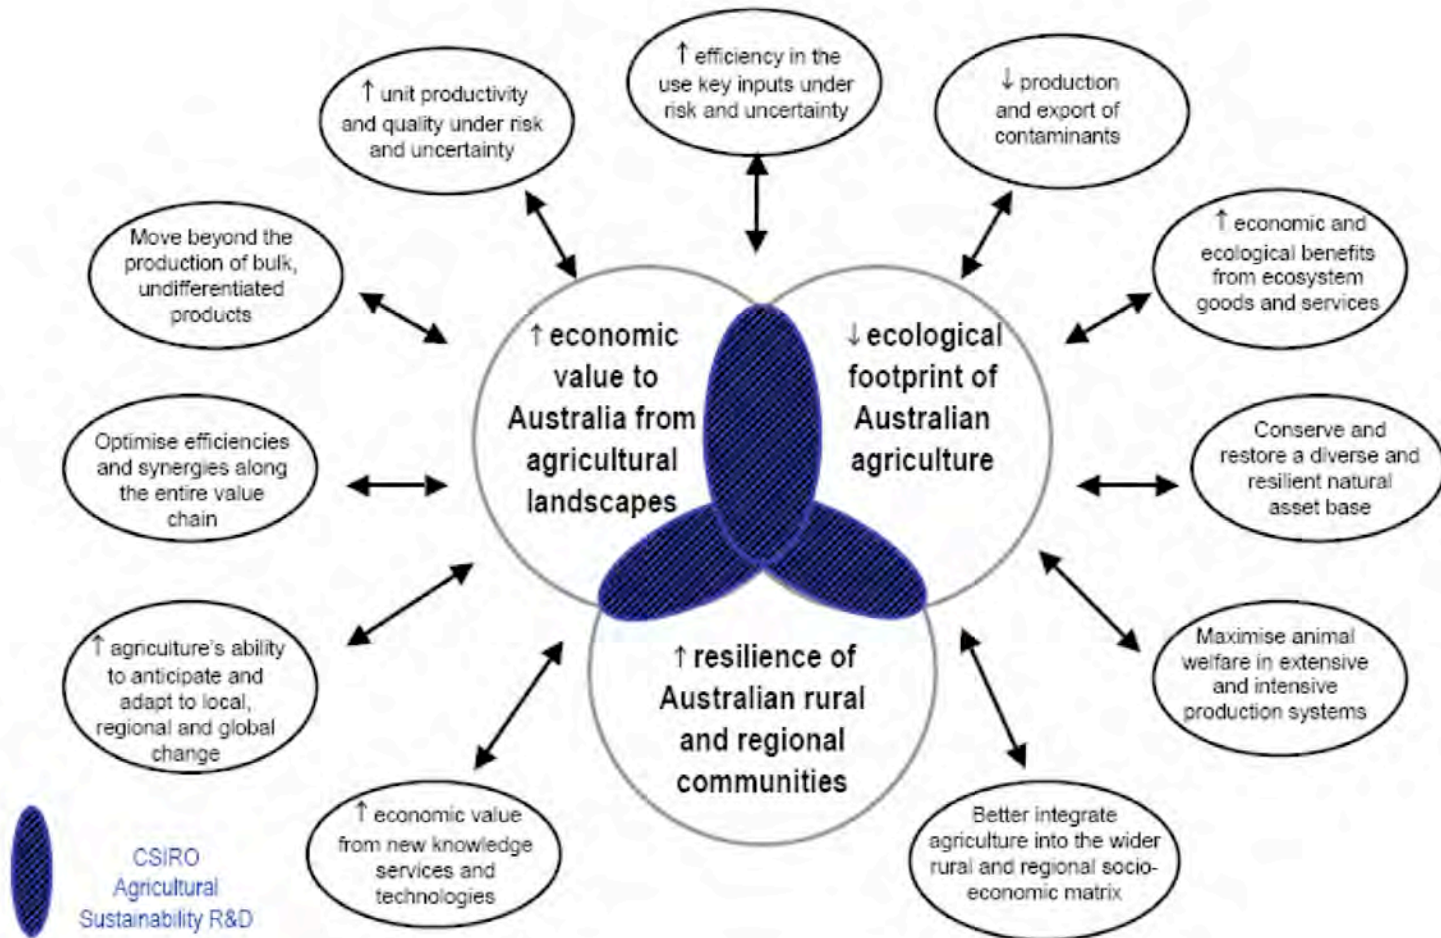 ↑ efficiency in the
use key inputs under
risk and uncertainty
↓ production
and export of
contaminants
↑ unit productivity
and quality under risk
and uncertainty
↑ economic and
ecological benefits
from ecosystem
goods and services
Move beyond the
production of bulk,
undifferentiated
products
↑ economic
value to
Australia from
agricultural
landscapes
↓ ecological
footprint of
Australian
agriculture
Optimise efficiencies
and synergies along
the entire value
chain
Conserve and
restore a diverse and
resilient natural
asset base
↑ agriculture's ability
to anticipate and
adapt to local,
regional and global
change
↑ resilience of
Australian rural
and regional
communities
Maximise animal
welfare in extensive
and intensive
production systems
↑ economic value
from new knowledge
services and
technologies
Better integrate
agriculture into the wider
rural and regional socio-
economic matrix
CSIRO
Agricultural
Sustainability R&D